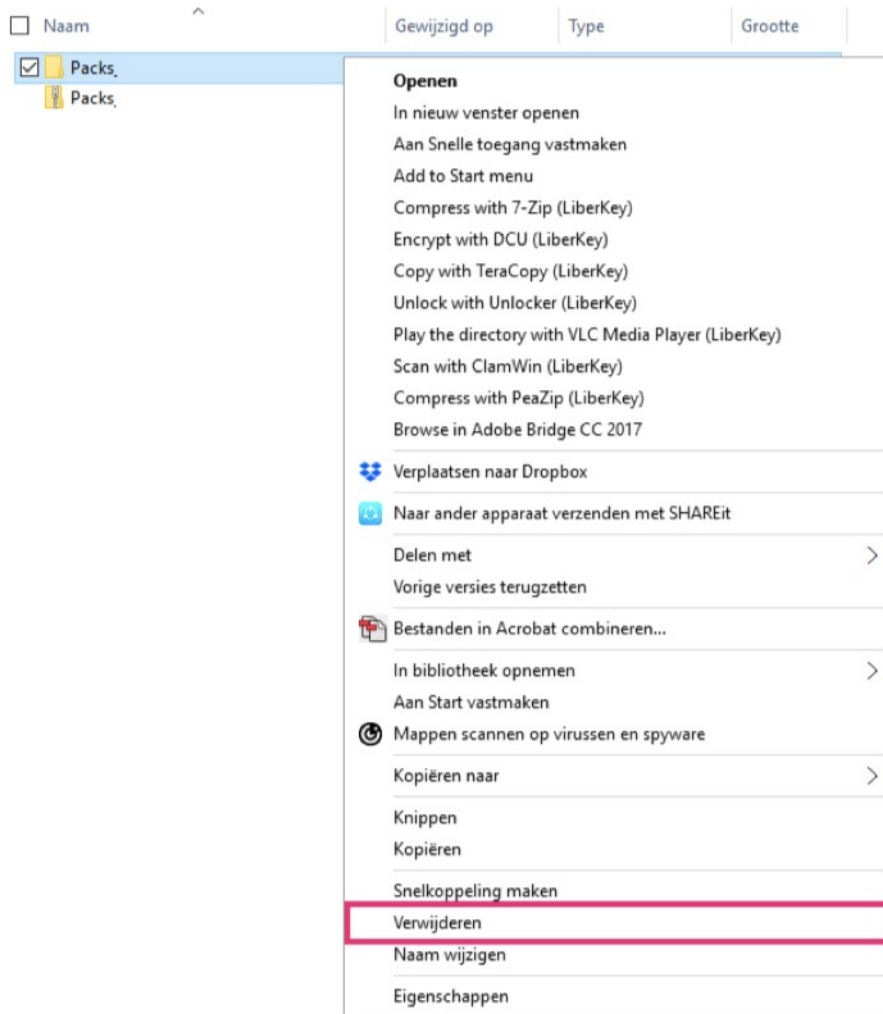 Naam Gewijzigd op Type Grootte
Packs
Packs
Openen
In nieuw venster openen
Aan Snelle toegang vastmaken
Add to Start menu
Compress with 7-Zip (LiberKey)
Encrypt with DCU (LiberKey)
Copy with TeraCopy (LiberKey)
Unlock with Unlocker (LiberKey)
Play the directory with VLC Media Player (LiberKey)
Scan with ClamWin (LiberKey)
Compress with PeaZip (LiberKey)
Browse in Adobe Bridge CC 2017
Verplaatsen naar Dropbox
Naar ander apparaat verzenden met SHAREit
Delen met
Vorige versies terugzetten
Bestanden in Acrobat combineren...
In bibliotheek opnemen
Aan Start vastmaken
Mappen scannen op virussen en spyware
Kopiëren naar
Knippen
Kopiëren
Snelkoppeling maken
Verwijderen
Naam wijzigen
Eigenschappen